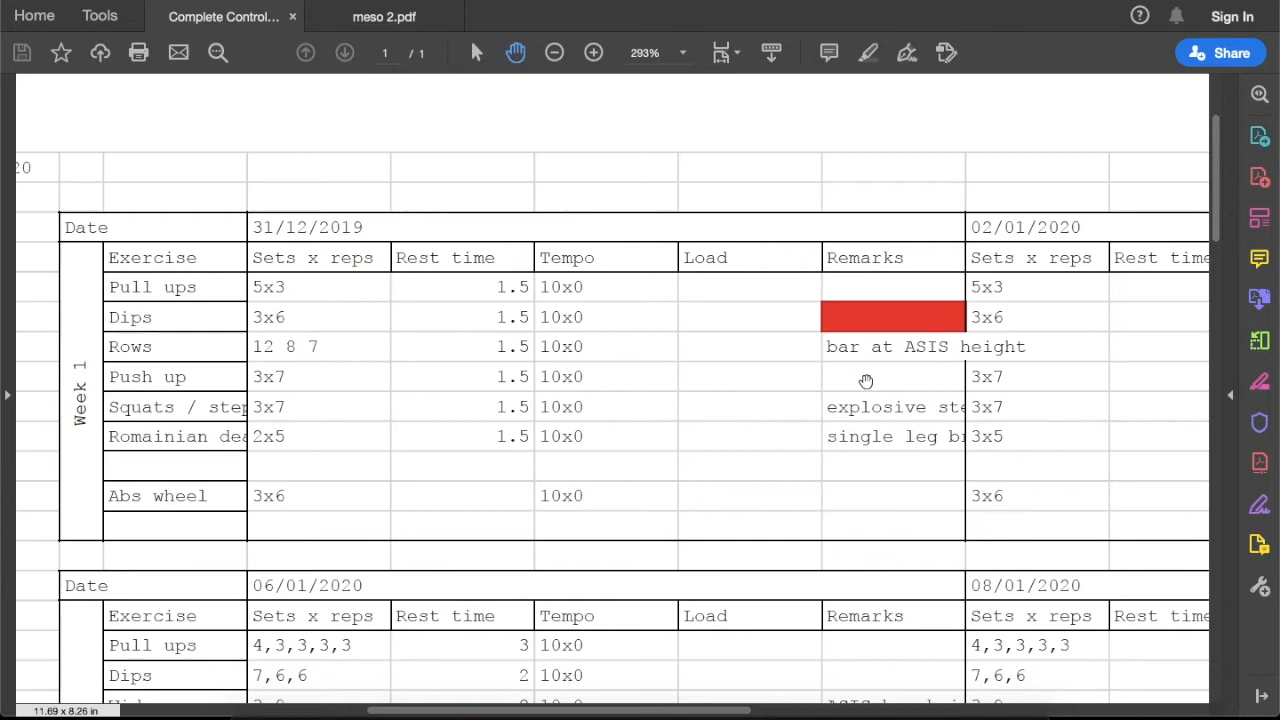 Home Tools Complete Control... × meso 2.pdf Sign In
1 / 1 293% Share
20
Date 31/12/2019 02/01/2020
Exercise Sets x reps Rest time Tempo Load Remarks Sets x reps Rest time
Pull ups 5x3 1.5 10x0 5x3
Dips 3x6 1.5 10x0 3x6
Rows 12 8 7 1.5 10x0 bar at ASIS height
Week 1
Push up 3x7 1.5 10x0 3x7
Squats / step 3x7 1.5 10x0 explosive ste 3x7
Romainian dea 2x5 1.5 10x0 single leg b 3x5
Abs wheel 3x6 10x0 3x6
Date 06/01/2020 08/01/2020
Exercise Sets x reps Rest time Tempo Load Remarks Sets x reps Rest time
Pull ups 4,3,3,3,3 3 10x0 4,3,3,3,3
Dips 7,6,6 2 10x0 7,6,6
11.69 x 8.26 in